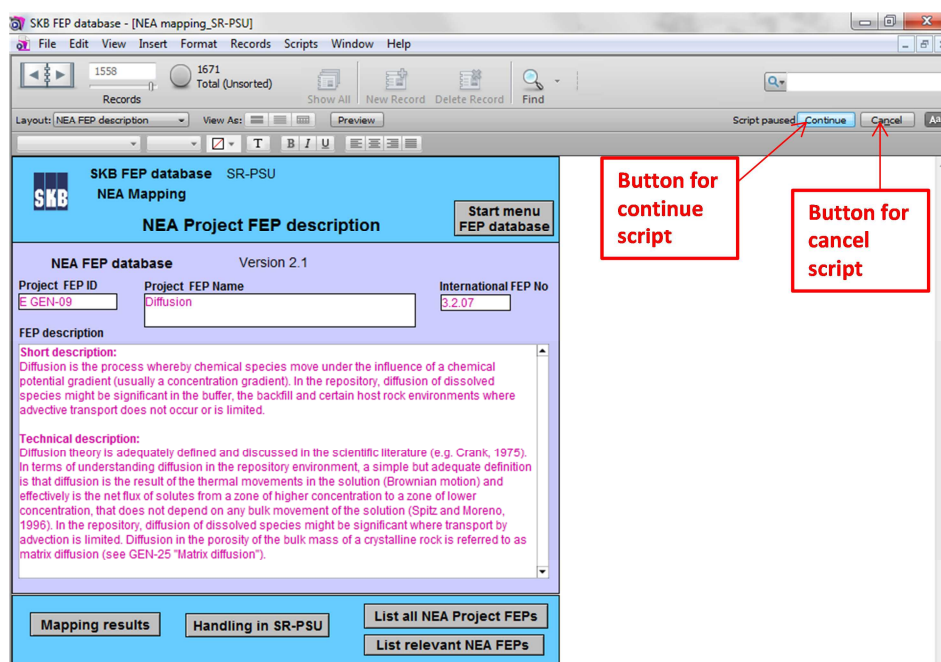 SKB FEP database - [NEA mapping_SR-PSU]
File Edit View Insert Format Records Scripts Window Help
1558
1671
Total (Unsorted)
Records
Show All New Record Delete Record Find
Layout: NEA FEP description View As: Preview Script paused Continue Cancel Aa
T B I U
SKB
SKB FEP database SR-PSU
NEA Mapping
NEA Project FEP description
Start menu
FEP database
Button for
continue
script
Button for
cancel
script
NEA FEP database Version 2.1
Project FEP ID Project FEP Name International FEP No
E GEN-09 Diffusion 3.2.07
FEP description
Short description:
Diffusion is the process whereby chemical species move under the influence of a chemical
potential gradient (usually a concentration gradient). In the repository, diffusion of dissolved
species might be significant in the buffer, the backfill and certain host rock environments where
advective transport does not occur or is limited.
Technical description:
Diffusion theory is adequately defined and discussed in the scientific literature (e.g. Crank, 1975).
In terms of understanding diffusion in the repository environment, a simple but adequate definition
is that diffusion is the result of the thermal movements in the solution (Brownian motion) and
effectively is the net flux of solutes from a zone of higher concentration to a zone of lower
concentration, that does not depend on any bulk movement of the solution (Spitz and Moreno,
1996). In the repository, diffusion of dissolved species might be significant where transport by
advection is limited. Diffusion in the porosity of the bulk mass of a crystalline rock is referred to as
matrix diffusion (see GEN-25 "Matrix diffusion").
Mapping results
Handling in SR-PSU
List all NEA Project FEPs
List relevant NEA FEPs